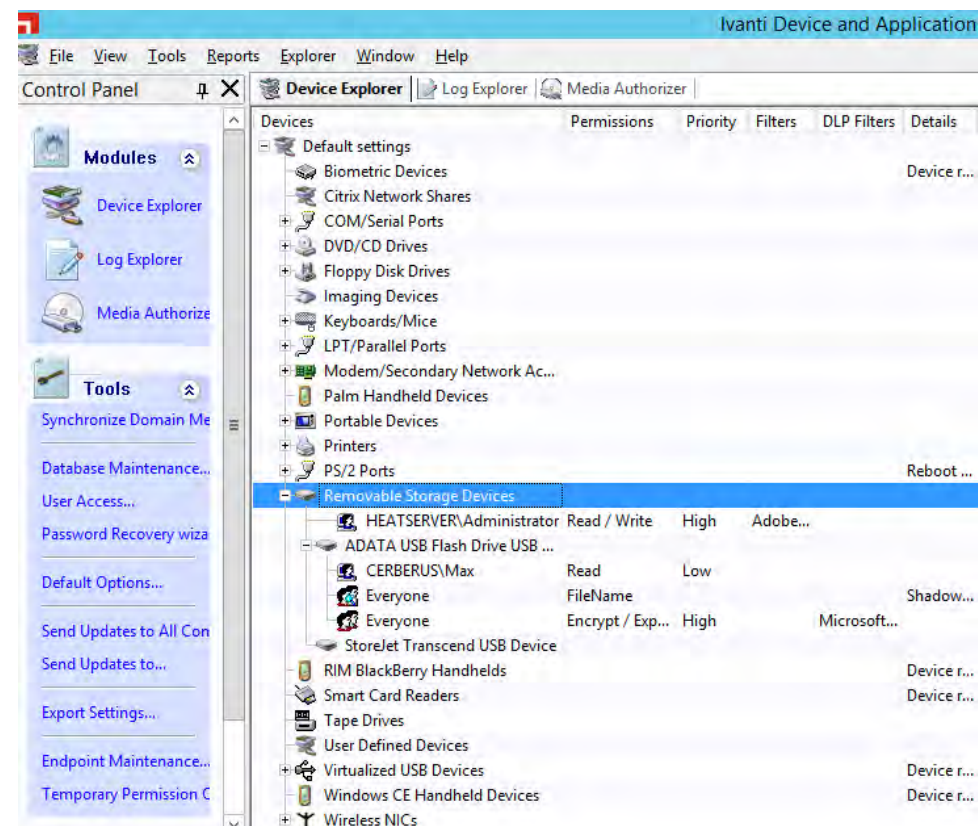 Ivanti Device and Application
File View Tools Reports Explorer Window Help
Control Panel
Modules
Device Explorer
Log Explorer
Media Authorize
Tools
Synchronize Domain Me
Database Maintenance...
User Access...
Password Recovery wiza
Default Options...
Send Updates to All Con
Send Updates to...
Export Settings...
Endpoint Maintenance...
Temporary Permission O
Device Explorer Log Explorer Media Authorizer
Devices Permissions Priority Filters DLP Filters Details
Default settings
Biometric Devices Device r...
Citrix Network Shares
COM/Serial Ports
DVD/CD Drives
Floppy Disk Drives
Imaging Devices
Keyboards/Mice
LPT/Parallel Ports
Modem/Secondary Network Ac...
Palm Handheld Devices
Portable Devices
Printers
PS/2 Ports Reboot ...
Removable Storage Devices
HEATSERVER\Administrator Read / Write High Adobe...
ADATA USB Flash Drive USB ...
CERBERUS\Max Read Low
Everyone FileName Shadow...
Everyone Encrypt / Exp... High Microsoft...
StoreJet Transcend USB Device
RIM BlackBerry Handhelds Device r...
Smart Card Readers Device r...
Tape Drives
User Defined Devices
Virtualized USB Devices Device r...
Windows CE Handheld Devices Device r...
Wireless NICs